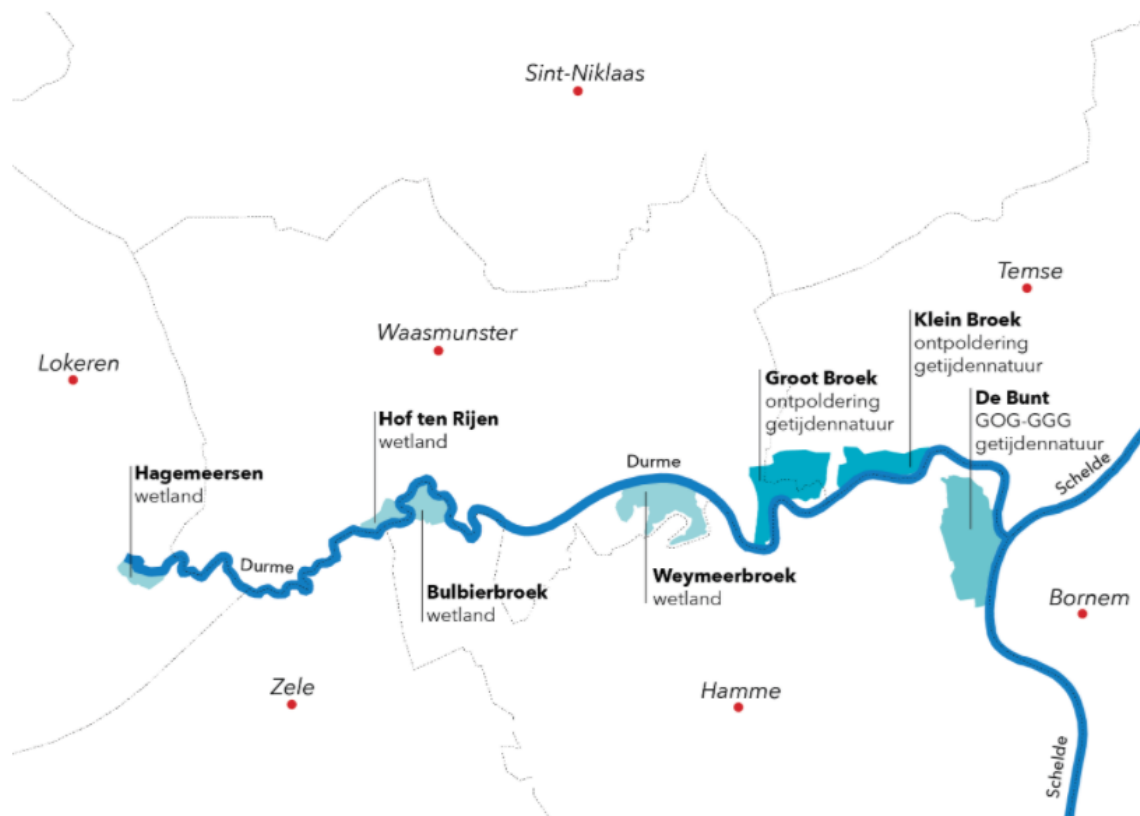 Sint-Niklaas
Temse
Klein Broek
ontpoldering
getijdennatuur
Waasmunster
Lokeren
Groot Broek
ontpoldering
getijdennatuur
De Bunt
GOG-GGG
getijdennatuur
Hof ten Rijen
wetland
Hagemeersen
wetland
Durme
Schelde
Durme
Bulbierbroek
wetland
Weymeerbroek
wetland
Bornem
Zele
Hamme
Schelde